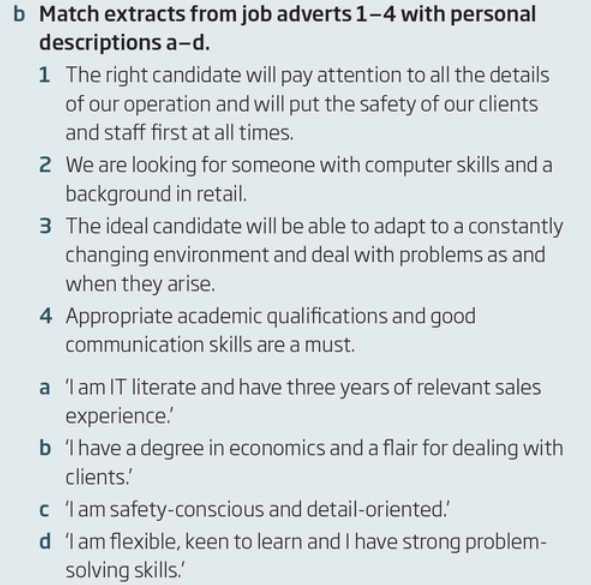 b Match extracts from job adverts 1–4 with personal
descriptions a–d.
1 The right candidate will pay attention to all the details
of our operation and will put the safety of our clients
and staff first at all times.
2 We are looking for someone with computer skills and a
background in retail.
3 The ideal candidate will be able to adapt to a constantly
changing environment and deal with problems as and
when they arise.
4 Appropriate academic qualifications and good
communication skills are a must.
a ‘I am IT literate and have three years of relevant sales
experience.’
b ‘I have a degree in economics and a flair for dealing with
clients.’
c ‘I am safety-conscious and detail-oriented.’
d ‘I am flexible, keen to learn and I have strong problem-
solving skills.’